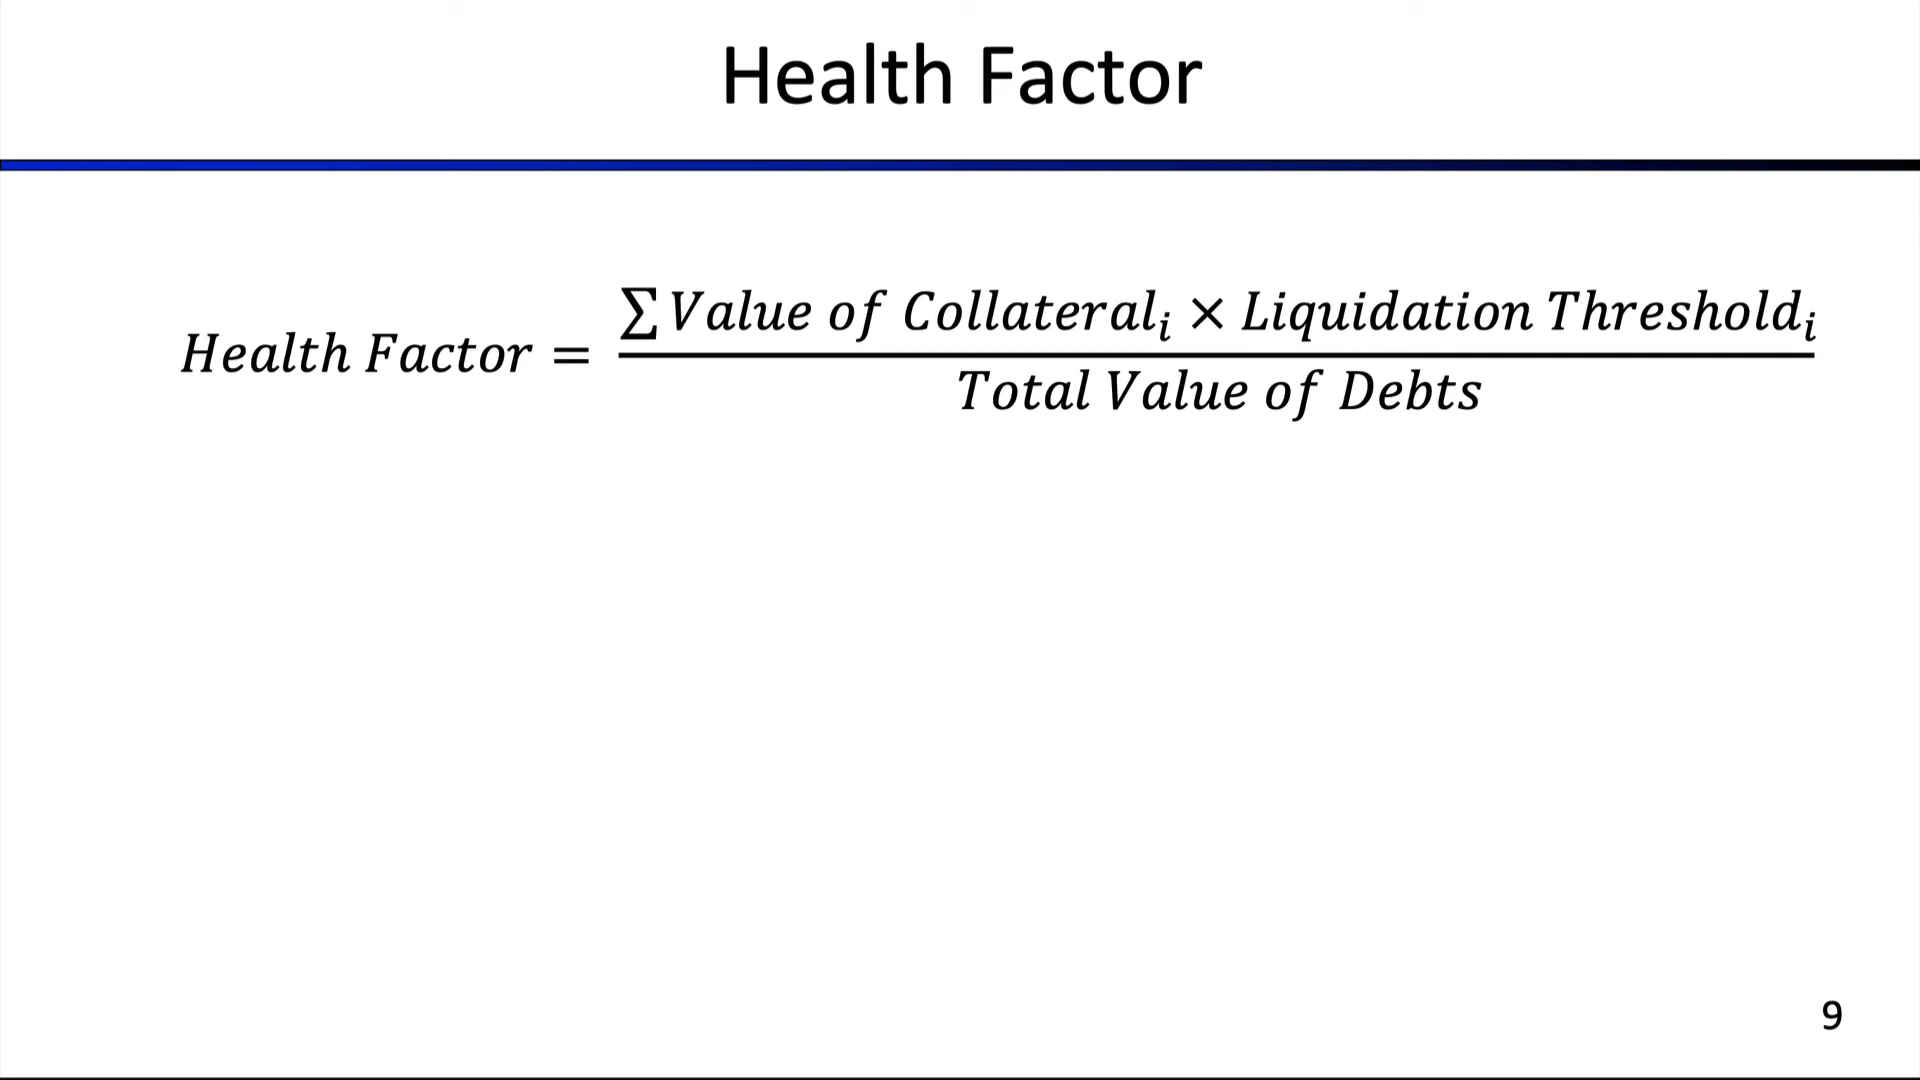 Health Factor
Health Factor = ∑ Value of Collateralᵢ × Liquidation Thresholdᵢ
Total Value of Debts
9